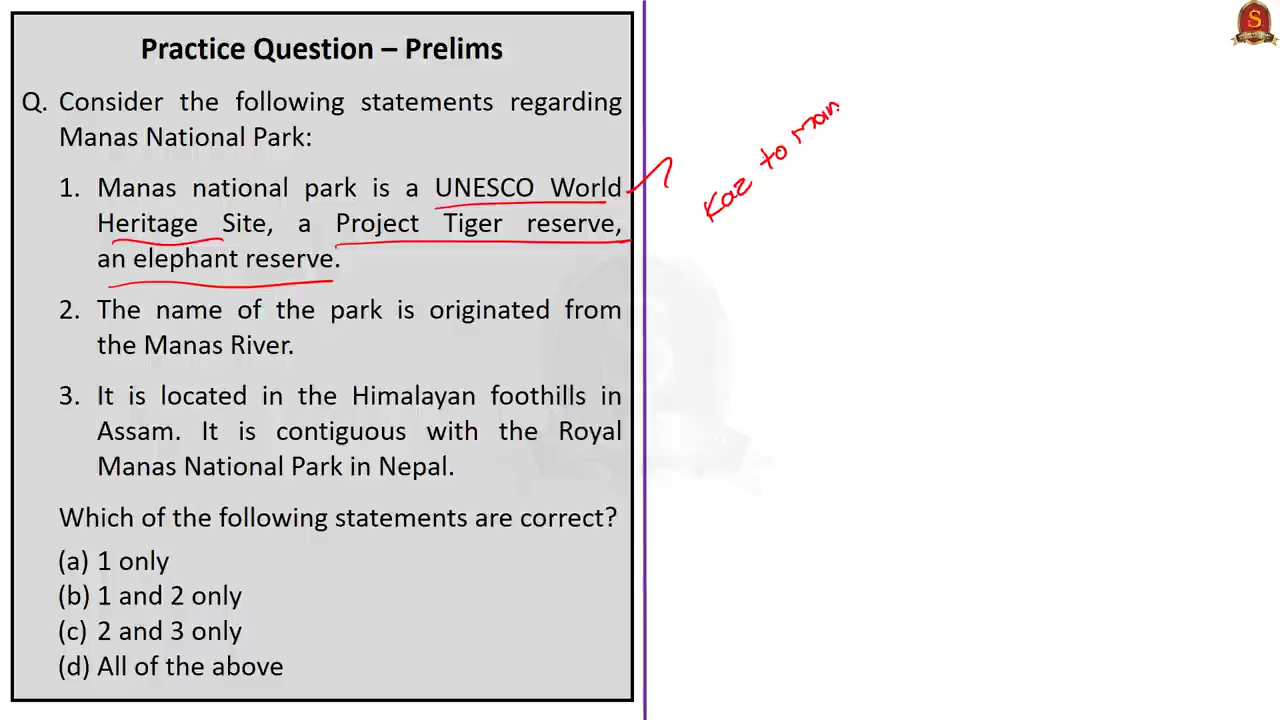 Practice Question – Prelims
Q. Consider the following statements regarding
Manas National Park:
1. Manas national park is a UNESCO World
Heritage Site, a Project Tiger reserve,
an elephant reserve.
2. The name of the park is originated from
the Manas River.
3. It is located in the Himalayan foothills in
Assam. It is contiguous with the Royal
Manas National Park in Nepal.
Which of the following statements are correct?
(a) 1 only
(b) 1 and 2 only
(c) 2 and 3 only
(d) All of the above
Kaz to Man
S